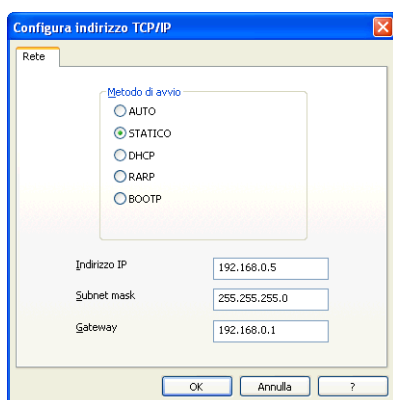 Configura indirizzo TCP/IP
Rete
Metodo di avvio
AUTO
STATICO
DHCP
RARP
BOOTP
Indirizzo IP 192.168.0.5
Subnet mask 255.255.255.0
Gateway 192.168.0.1
OK Annulla ?